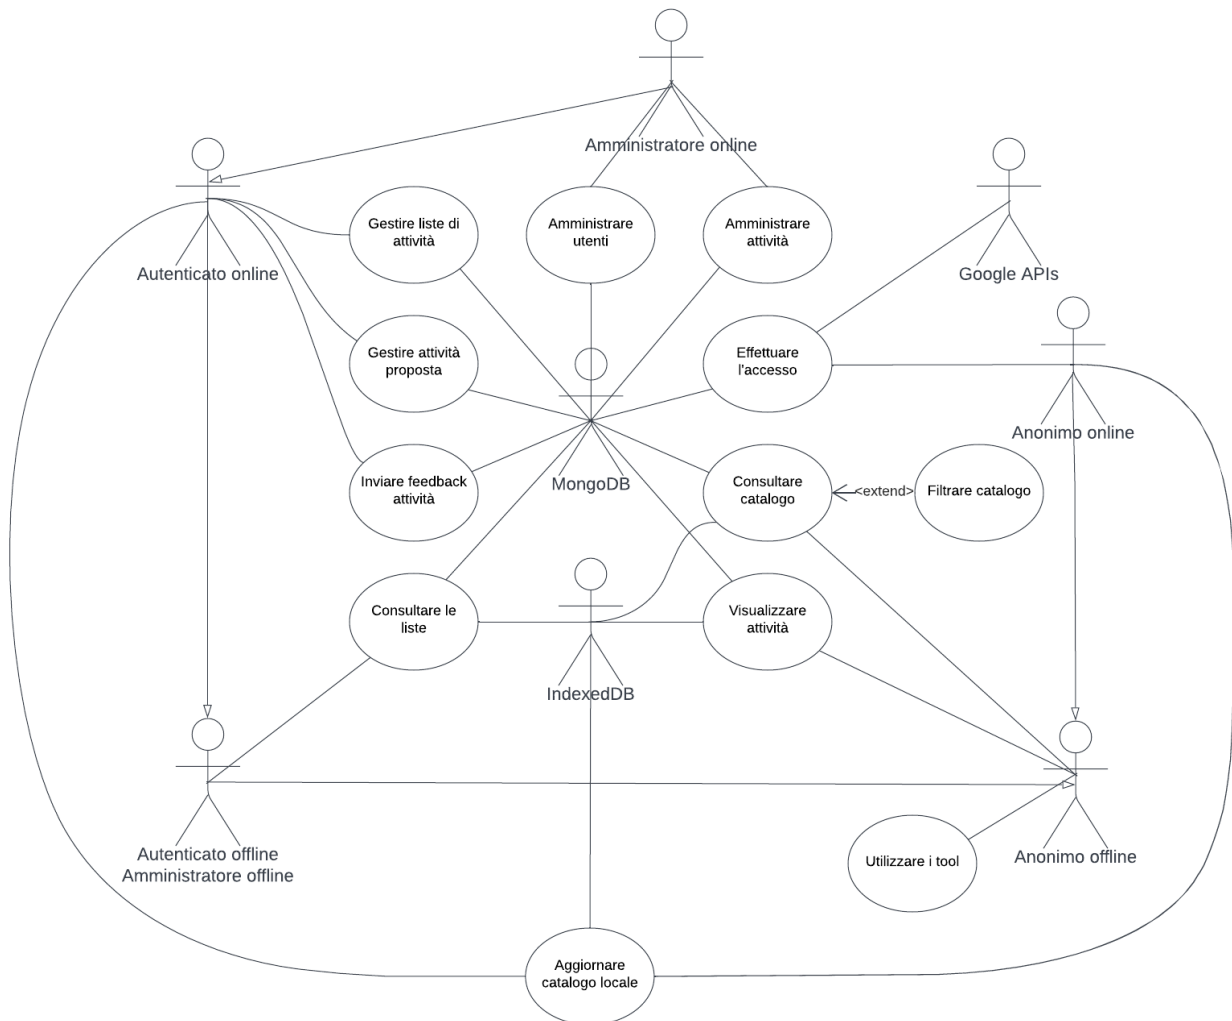 Amministratore online
Gestire liste di
attività
Amministrare
utenti
Amministrare
attività
Autenticato online
Google APIs
Gestire attività
proposta
Effettuare
l'accesso
Anonimo online
Inviare feedback
attività
MongoDB
Consultare
catalogo
<extend>
Filtrare catalogo
Consultare le
liste
Visualizzare
attività
IndexedDB
Autenticato offline
Amministratore offline
Utilizzare i tool
Anonimo offline
Aggiornare
catalogo locale